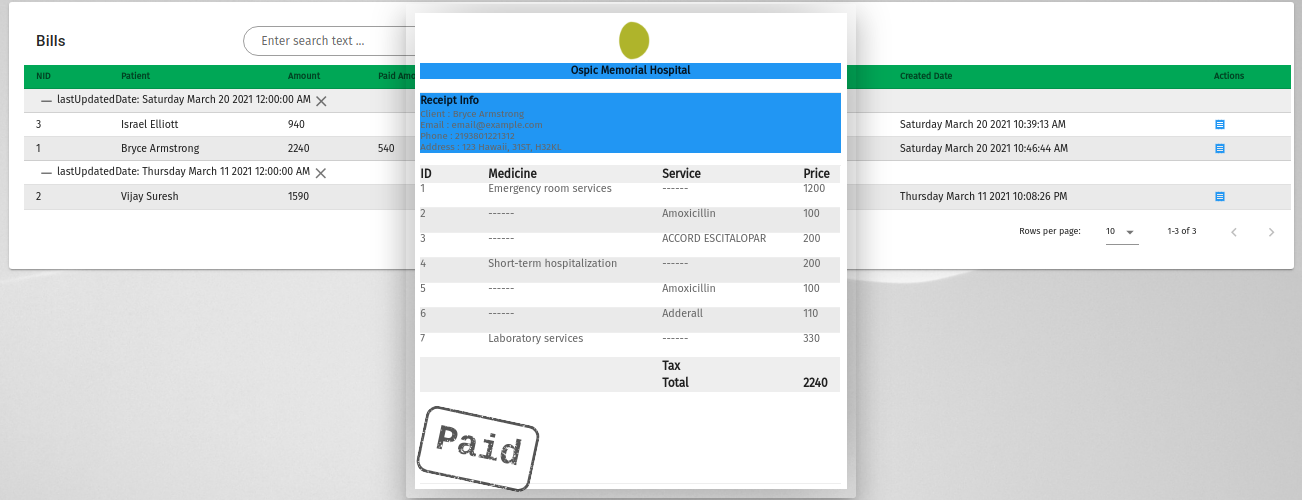 Bills
Enter search text ...
NID Patient Amount Paid Amo Created Date Actions
lastUpdatedDate: Saturday March 20 2021 12:00:00 AM
3 Israel Elliott 940 Saturday March 20 2021 10:39:13 AM
1 Bryce Armstrong 2240 540 Saturday March 20 2021 10:46:44 AM
lastUpdatedDate: Thursday March 11 2021 12:00:00 AM
2 Vijay Suresh 1590 Thursday March 11 2021 10:08:26 PM
Rows per page: 10 1-3 of 3
Ospic Memorial Hospital
Receipt Info
Client : Bryce Armstrong
Email : email@example.com
Phone : 2193801221312
Address : 123 Hawaii, 31ST, H32KL
ID Medicine Service Price
1 Emergency room services ------ 1200
2 ------ Amoxicillin 100
3 ------ ACCORD ESCITALOPAR 200
4 Short-term hospitalization ------ 200
5 ------ Amoxicillin 100
6 ------ Adderall 110
7 Laboratory services ------ 330
Tax
Total 2240
Paid